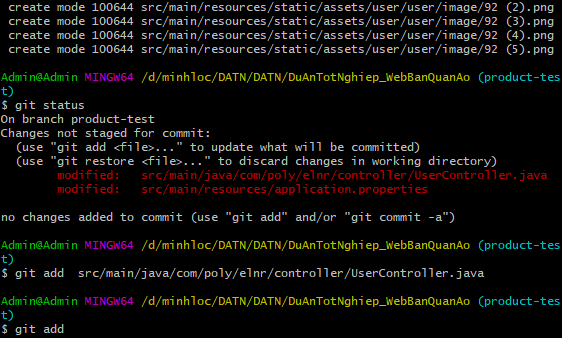 create mode 100644 src/main/resources/static/assets/user/user/image/92 (2).png
create mode 100644 src/main/resources/static/assets/user/user/image/92 (3).png
create mode 100644 src/main/resources/static/assets/user/user/image/92 (4).png
create mode 100644 src/main/resources/static/assets/user/user/image/92 (5).png
Admin@Admin MINGW64 /d/minhloc/DATN/DATN/DuAnTotNghiep_WebBanQuanAo (product-tes
t)
$ git status
On branch product-test
Changes not staged for commit:
(use "git add <file>..." to update what will be committed)
(use "git restore <file>..." to discard changes in working directory)
modified:   src/main/java/com/poly/elnr/controller/UserController.java
modified:   src/main/resources/application.properties
no changes added to commit (use "git add" and/or "git commit -a")
Admin@Admin MINGW64 /d/minhloc/DATN/DATN/DuAnTotNghiep_WebBanQuanAo (product-tes
t)
$ git add  src/main/java/com/poly/elnr/controller/UserController.java
Admin@Admin MINGW64 /d/minhloc/DATN/DATN/DuAnTotNghiep_WebBanQuanAo (product-tes
t)
$ git add